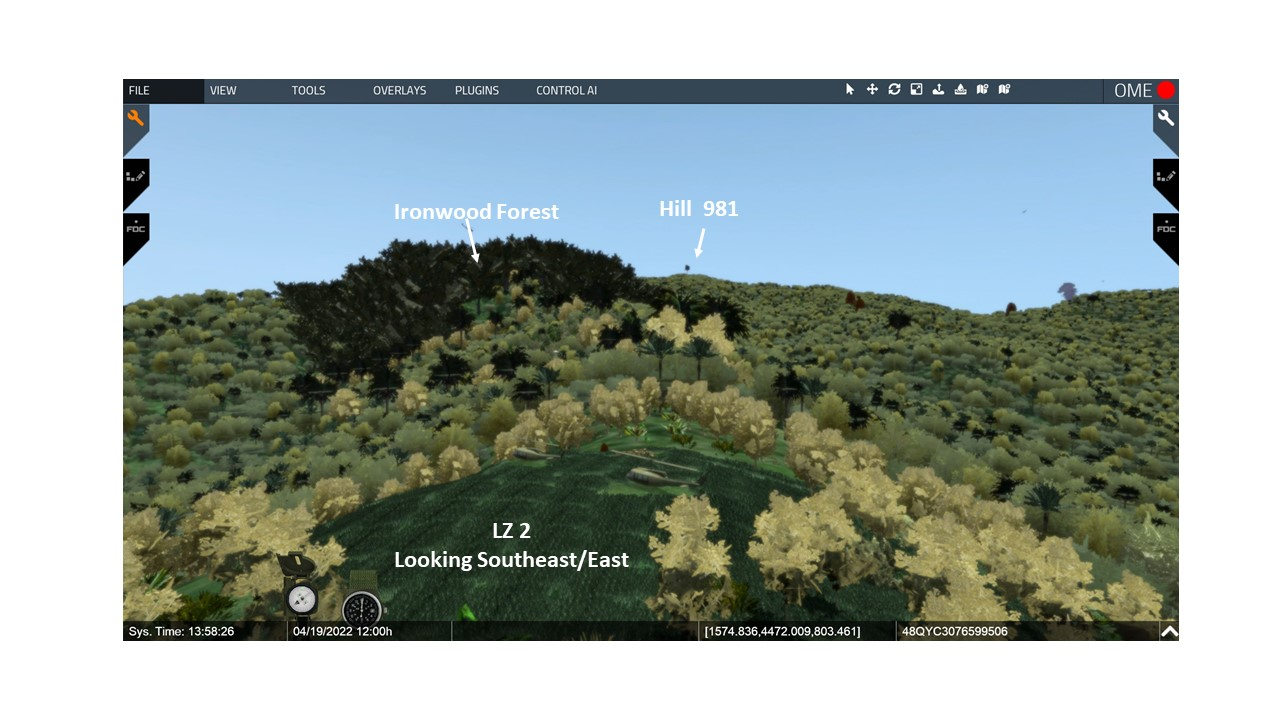 FILE VIEW TOOLS OVERLAYS PLUGINS CONTROL AI OME
Ironwood Forest
Hill 981
FDC FDC
LZ 2
Looking Southeast/East
Sys. Time: 13:58:26 04/19/2022 12:00h [1574.836,4472.009,803.461] 48QYC3076599506